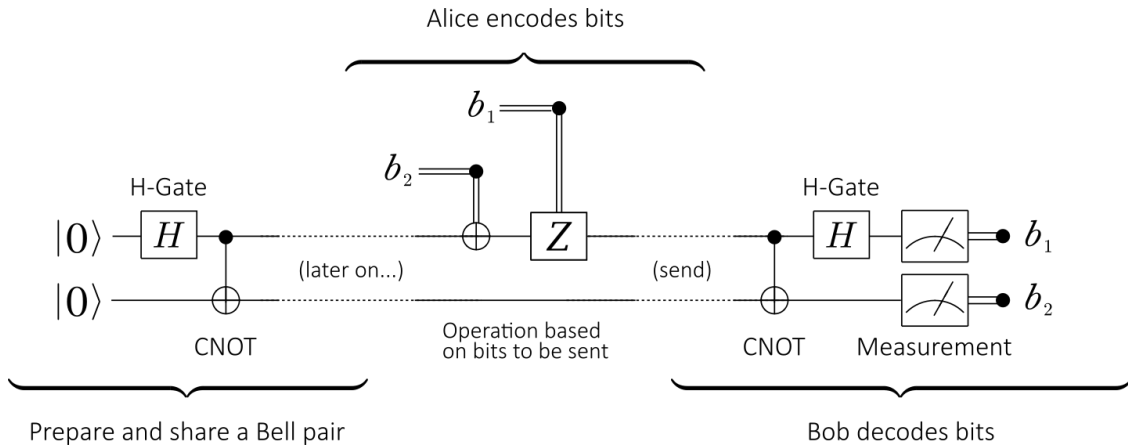 Alice encodes bits
b₁
b₂
H-Gate
H-Gate
|0⟩ H Z H b₁
(later on...) (send)
|0⟩ b₂
CNOT
Operation based
on bits to be sent
CNOT
Measurement
Prepare and share a Bell pair
Bob decodes bits